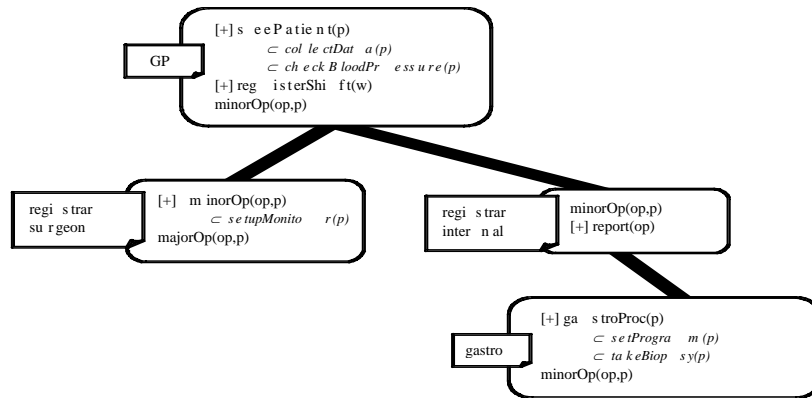 GP
[+] seePatient(p)
⊂ collectData(p)
⊂ checkBloodPressure(p)
[+] registerShift(w)
minorOp(op,p)
registrar
surgeon
[+] minorOp(op,p)
⊂ setupMonitor(p)
majorOp(op,p)
registrar
internal
minorOp(op,p)
[+] report(op)
gastro
[+] gastroProc(p)
⊂ setProgram(p)
⊂ takeBiopsy(p)
minorOp(op,p)